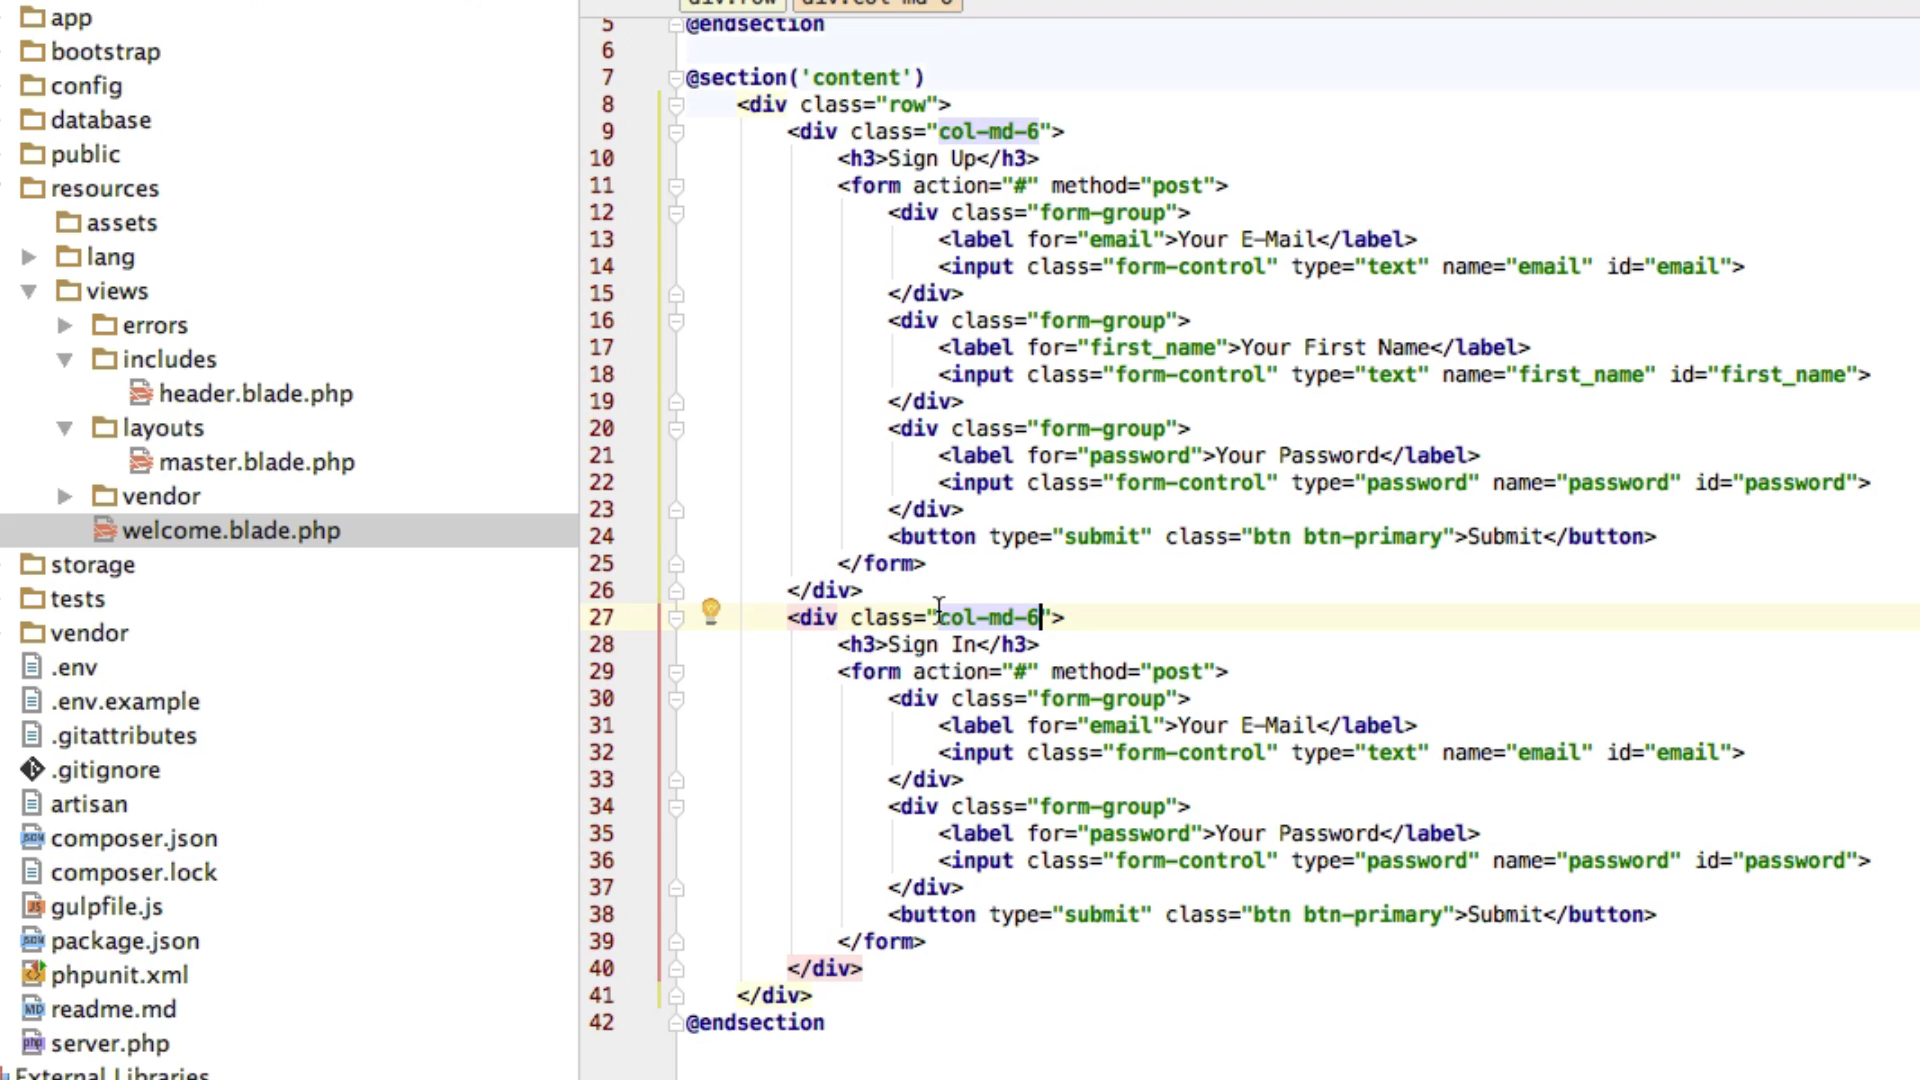 app
bootstrap
config
database
public
resources
assets
lang
views
errors
includes
header.blade.php
layouts
master.blade.php
vendor
welcome.blade.php
storage
tests
vendor
.env
.env.example
.gitattributes
.gitignore
artisan
composer.json
composer.lock
gulpfile.js
package.json
phpunit.xml
readme.md
server.php
External Libraries
div.row div.col-md-6
5 @endsection
6
7 @section('content')
8 <div class="row">
9 <div class="col-md-6">
10 <h3>Sign Up</h3>
11 <form action="#" method="post">
12 <div class="form-group">
13 <label for="email">Your E-Mail</label>
14 <input class="form-control" type="text" name="email" id="email">
15 </div>
16 <div class="form-group">
17 <label for="first_name">Your First Name</label>
18 <input class="form-control" type="text" name="first_name" id="first_name">
19 </div>
20 <div class="form-group">
21 <label for="password">Your Password</label>
22 <input class="form-control" type="password" name="password" id="password">
23 </div>
24 <button type="submit" class="btn btn-primary">Submit</button>
25 </form>
26 </div>
27 <div class="col-md-6">
28 <h3>Sign In</h3>
29 <form action="#" method="post">
30 <div class="form-group">
31 <label for="email">Your E-Mail</label>
32 <input class="form-control" type="text" name="email" id="email">
33 </div>
34 <div class="form-group">
35 <label for="password">Your Password</label>
36 <input class="form-control" type="password" name="password" id="password">
37 </div>
38 <button type="submit" class="btn btn-primary">Submit</button>
39 </form>
40 </div>
41 </div>
42 @endsection